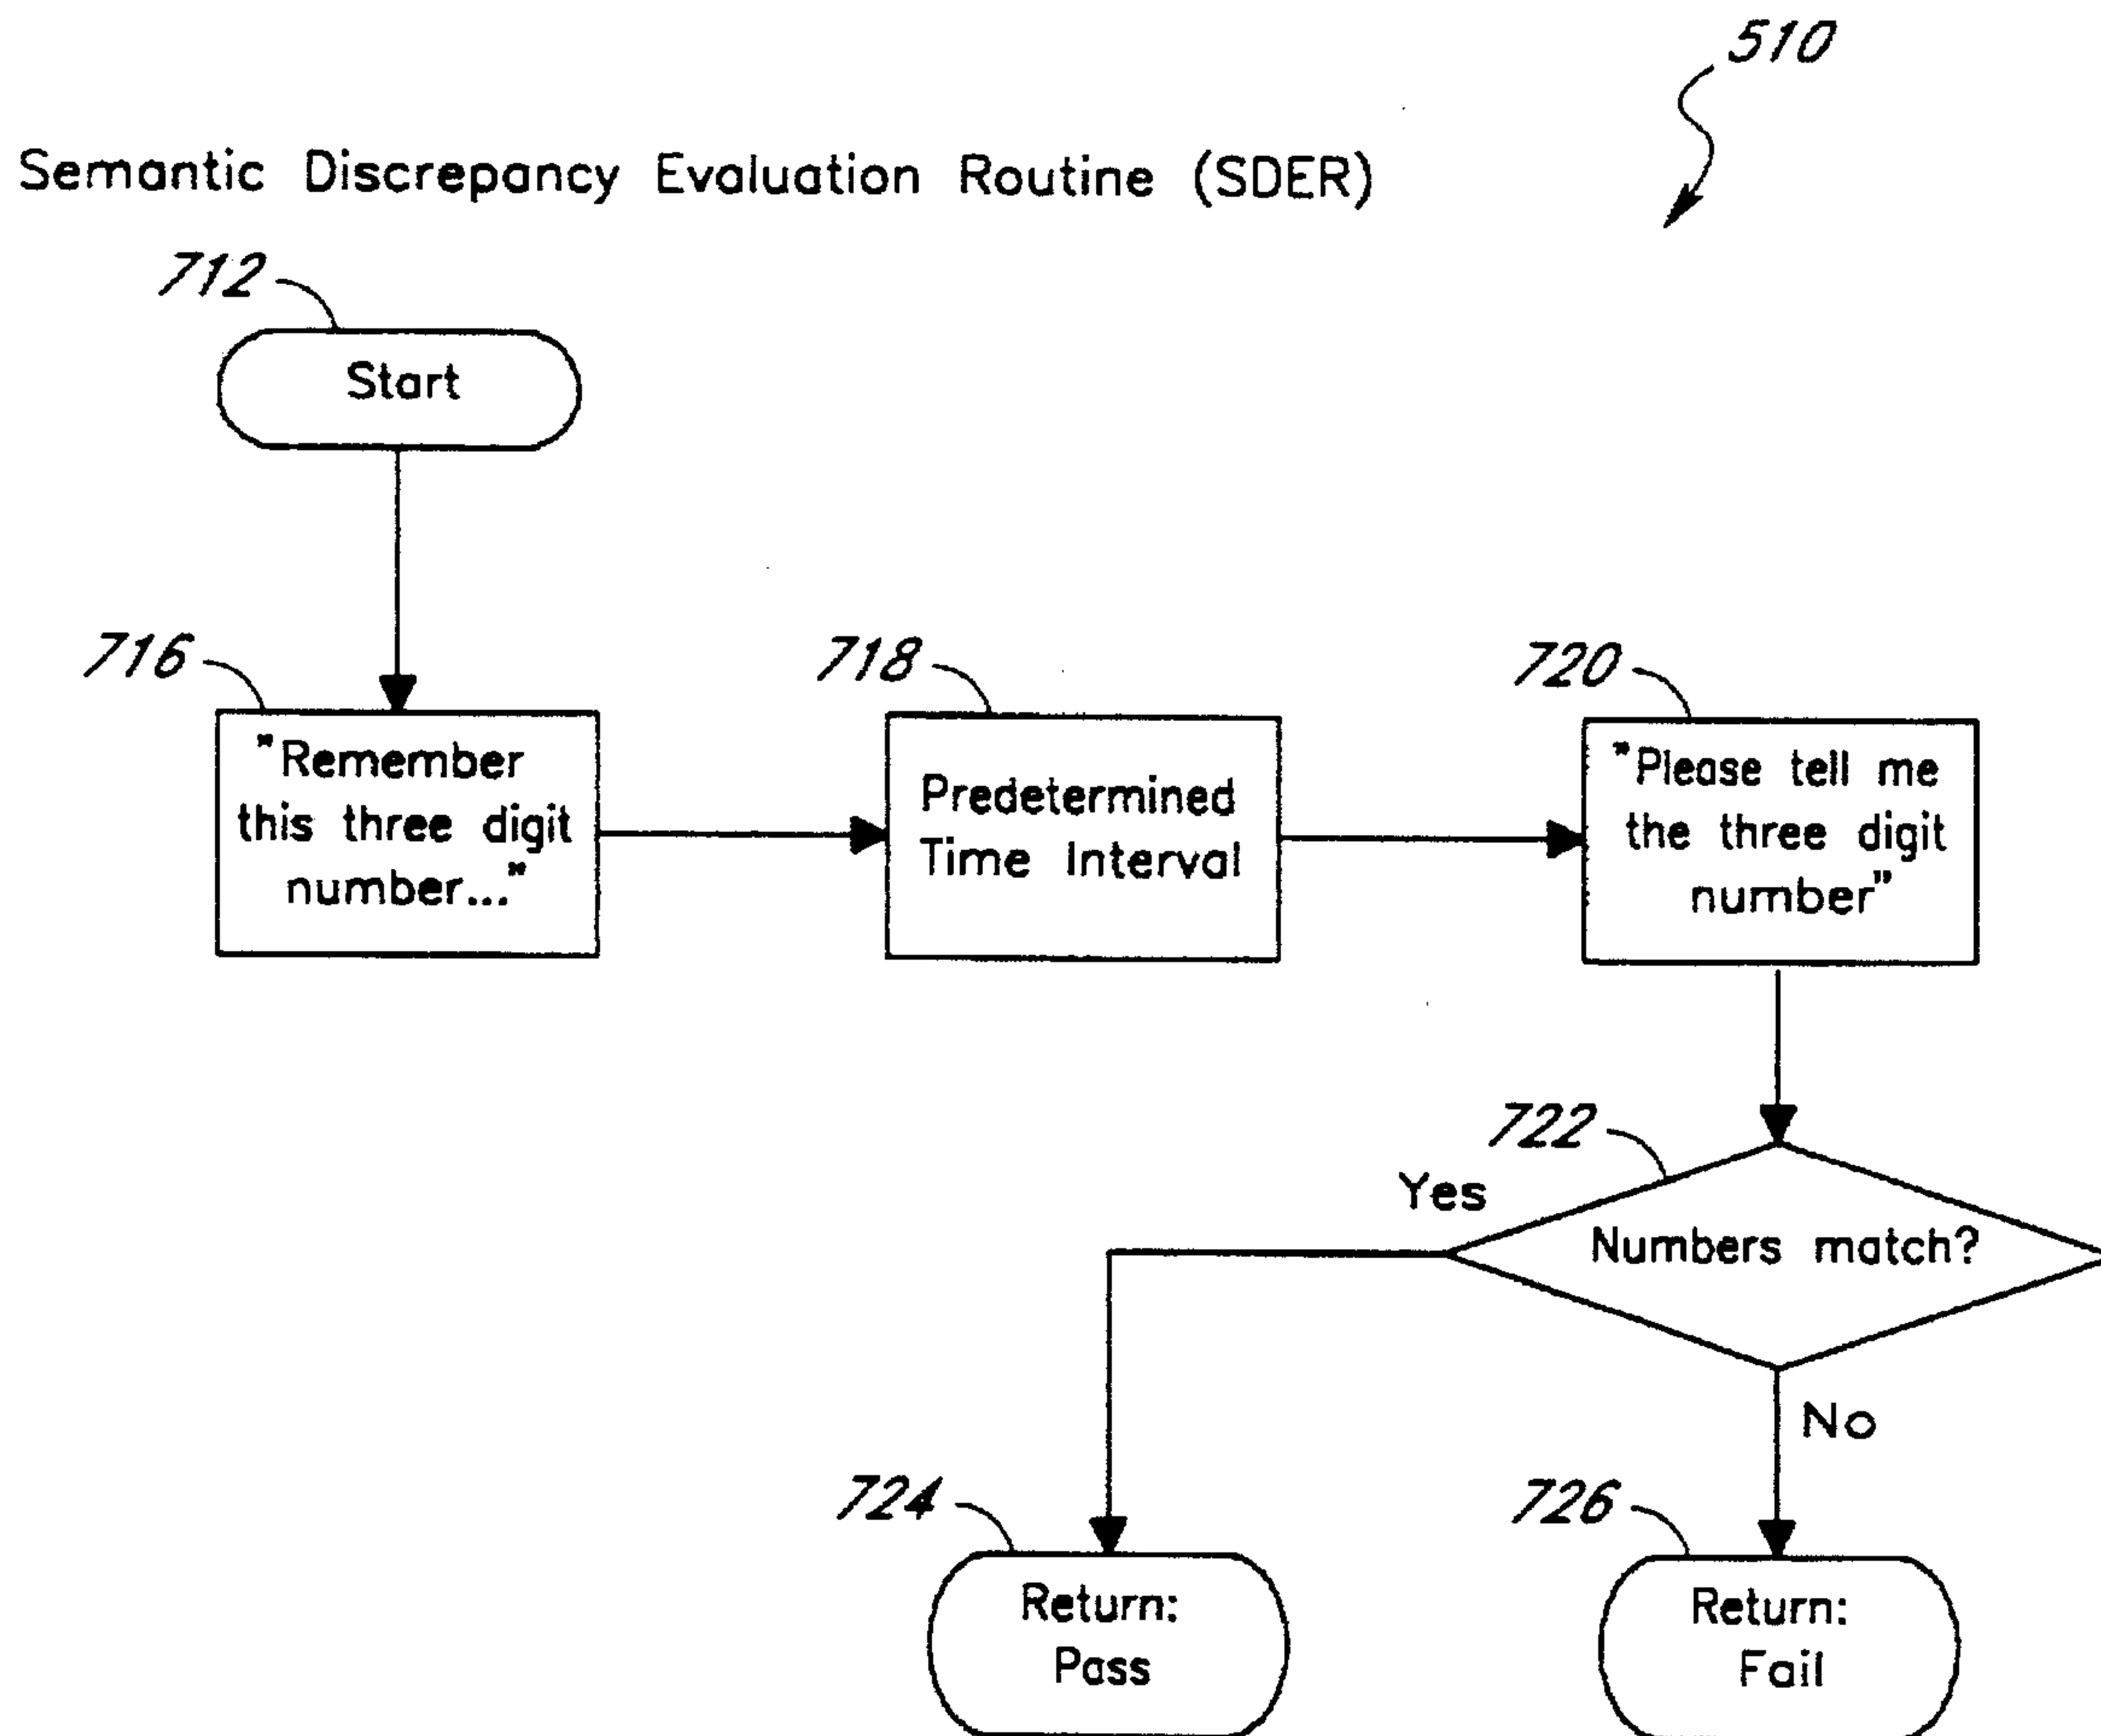 510
Semantic Discrepancy Evaluation Routine (SDER)
712
Start
716
"Remember
this three digit
number..."
718
Predetermined
Time Interval
720
"Please tell me
the three digit
number"
722
Yes
Numbers match?
No
724
Return:
Pass
726
Return:
Fail